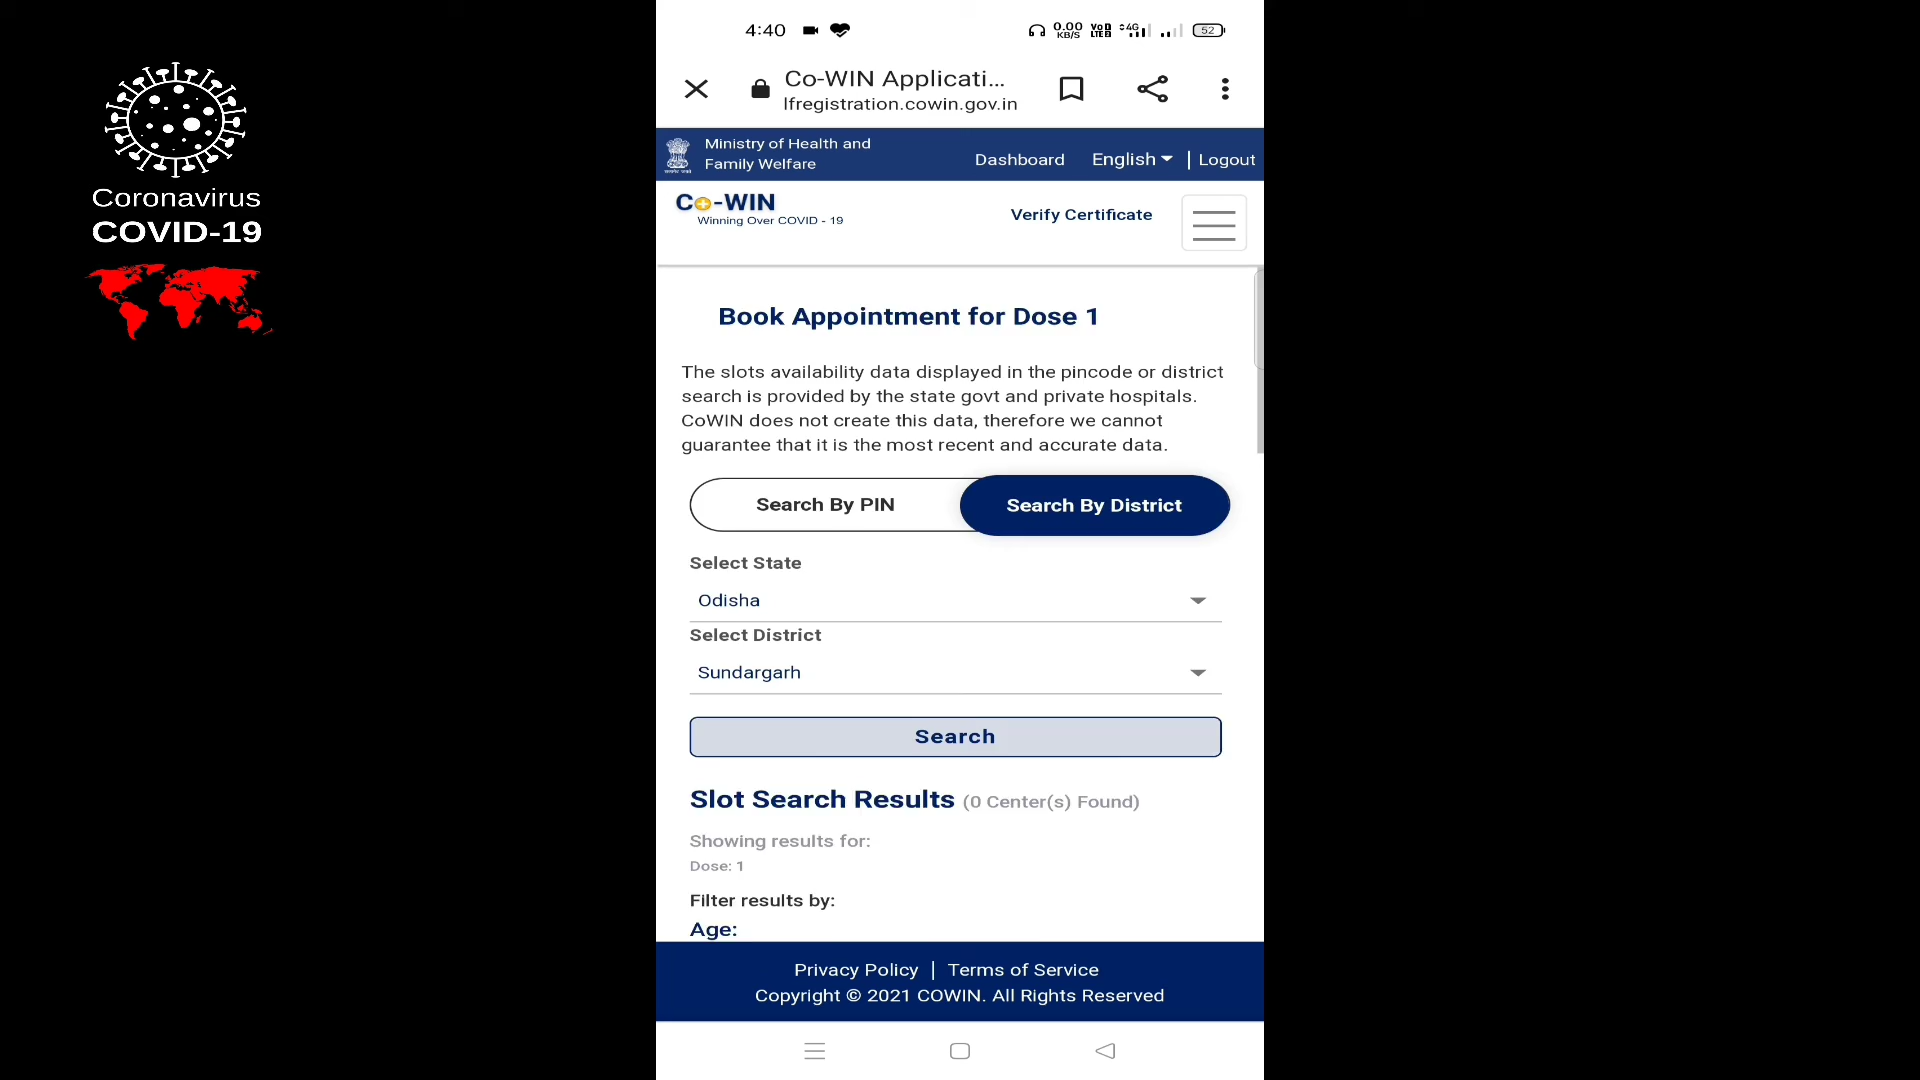 Coronavirus
COVID-19
4:40
0.00 KB/S
VoLTE 2
4G
52
Co-WIN Applicati...
lfregistration.cowin.gov.in
Ministry of Health and
Family Welfare
Dashboard English | Logout
Co-WIN
Winning Over COVID - 19
Verify Certificate
Book Appointment for Dose 1
The slots availability data displayed in the pincode or district
search is provided by the state govt and private hospitals.
CoWIN does not create this data, therefore we cannot
guarantee that it is the most recent and accurate data.
Search By PIN Search By District
Select State
Odisha
Select District
Sundargarh
Search
Slot Search Results (0 Center(s) Found)
Showing results for:
Dose: 1
Filter results by:
Age:
Privacy Policy | Terms of Service
Copyright © 2021 COWIN. All Rights Reserved